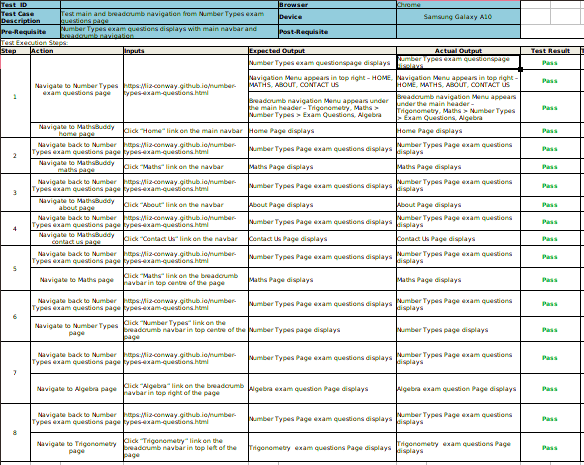 Test ID
Browser
Chrome
Test Case
Description
Test main and breadcrumb navigation from Number Types exam
questions page
Device
Samsung Galaxy A10
Pre-Requisite
Number Types exam questions displays with main navbar and
breadcrumb navigation
Post-Requisite
Test Execution Steps:
Step
Action
Inputs
Expected Output
Actual Output
Test Result
1
Navigate to Number Types
exam questions page
https://liz-conway.github.io/number-
types-exam-questions.html
Number Types exam questionspage displays
Number Types exam questionspage
displays
Pass
Navigation Menu appears in top right – HOME,
MATHS, ABOUT, CONTACT US
Navigation Menu appears in top right –
HOME, MATHS, ABOUT, CONTACT US
Pass
Breadcrumb navigation Menu appears under
the main header – Trigonometry, Maths >
Number Types > Exam Questions, Algebra
Breadcrumb navigation Menu appears
under the main header –
Trigonometry, Maths > Number Types
> Exam Questions, Algebra
Pass
Navigate to MathsBuddy
home page
Click "Home" link on the main navbar
Home Page displays
Home Page displays
Pass
2
Navigate back to Number
Types exam questions page
https://liz-conway.github.io/number-
types-exam-questions.html
Number Types Page exam questions displays
Number Types Page exam questions
displays
Pass
Navigate to MathsBuddy
maths page
Click "Maths" link on the navbar
Maths Page displays
Maths Page displays
Pass
3
Navigate back to Number
Types exam questions page
https://liz-conway.github.io/number-
types-exam-questions.html
Number Types Page exam questions displays
Number Types Page exam questions
displays
Pass
Navigate to MathsBuddy
about page
Click "About" link on the navbar
About Page displays
About Page displays
Pass
4
Navigate back to Number
Types exam questions page
https://liz-conway.github.io/number-
types-exam-questions.html
Number Types Page exam questions displays
Number Types Page exam questions
displays
Pass
Navigate to MathsBuddy
contact us page
Click "Contact Us" link on the navbar
Contact Us Page displays
Contact Us Page displays
Pass
5
Navigate back to Number
Types exam questions page
https://liz-conway.github.io/number-
types-exam-questions.html
Number Types Page exam questions displays
Number Types Page exam questions
displays
Pass
Navigate to Maths page
Click "Maths" link on the breadcrumb
navbar in top centre of the page
Maths Page displays
Maths Page displays
Pass
6
Navigate back to Number
Types exam questions page
https://liz-conway.github.io/number-
types-exam-questions.html
Number Types Page exam questions displays
Number Types Page exam questions
displays
Pass
Navigate to Number Types
page
Click "Number Types" link on the
breadcrumb navbar in top centre of the
page
Number Types page displays
Number Types page displays
Pass
7
Navigate back to Number
Types exam questions page
https://liz-conway.github.io/number-
types-exam-questions.html
Number Types Page exam questions displays
Number Types Page exam questions
displays
Pass
Navigate to Algebra page
Click "Algebra" link on the breadcrumb
navbar in top right of the page
Algebra exam question Page displays
Algebra exam question Page displays
Pass
8
Navigate back to Number
Types exam questions page
https://liz-conway.github.io/number-
types-exam-questions.html
Number Types Page exam questions displays
Number Types Page exam questions
displays
Pass
Navigate to Trigonometry
page
Click "Trigonometry" link on the
breadcrumb navbar in top left of the
page
Trigonometry exam questions Page displays
Trigonometry exam questions Page
displays
Pass